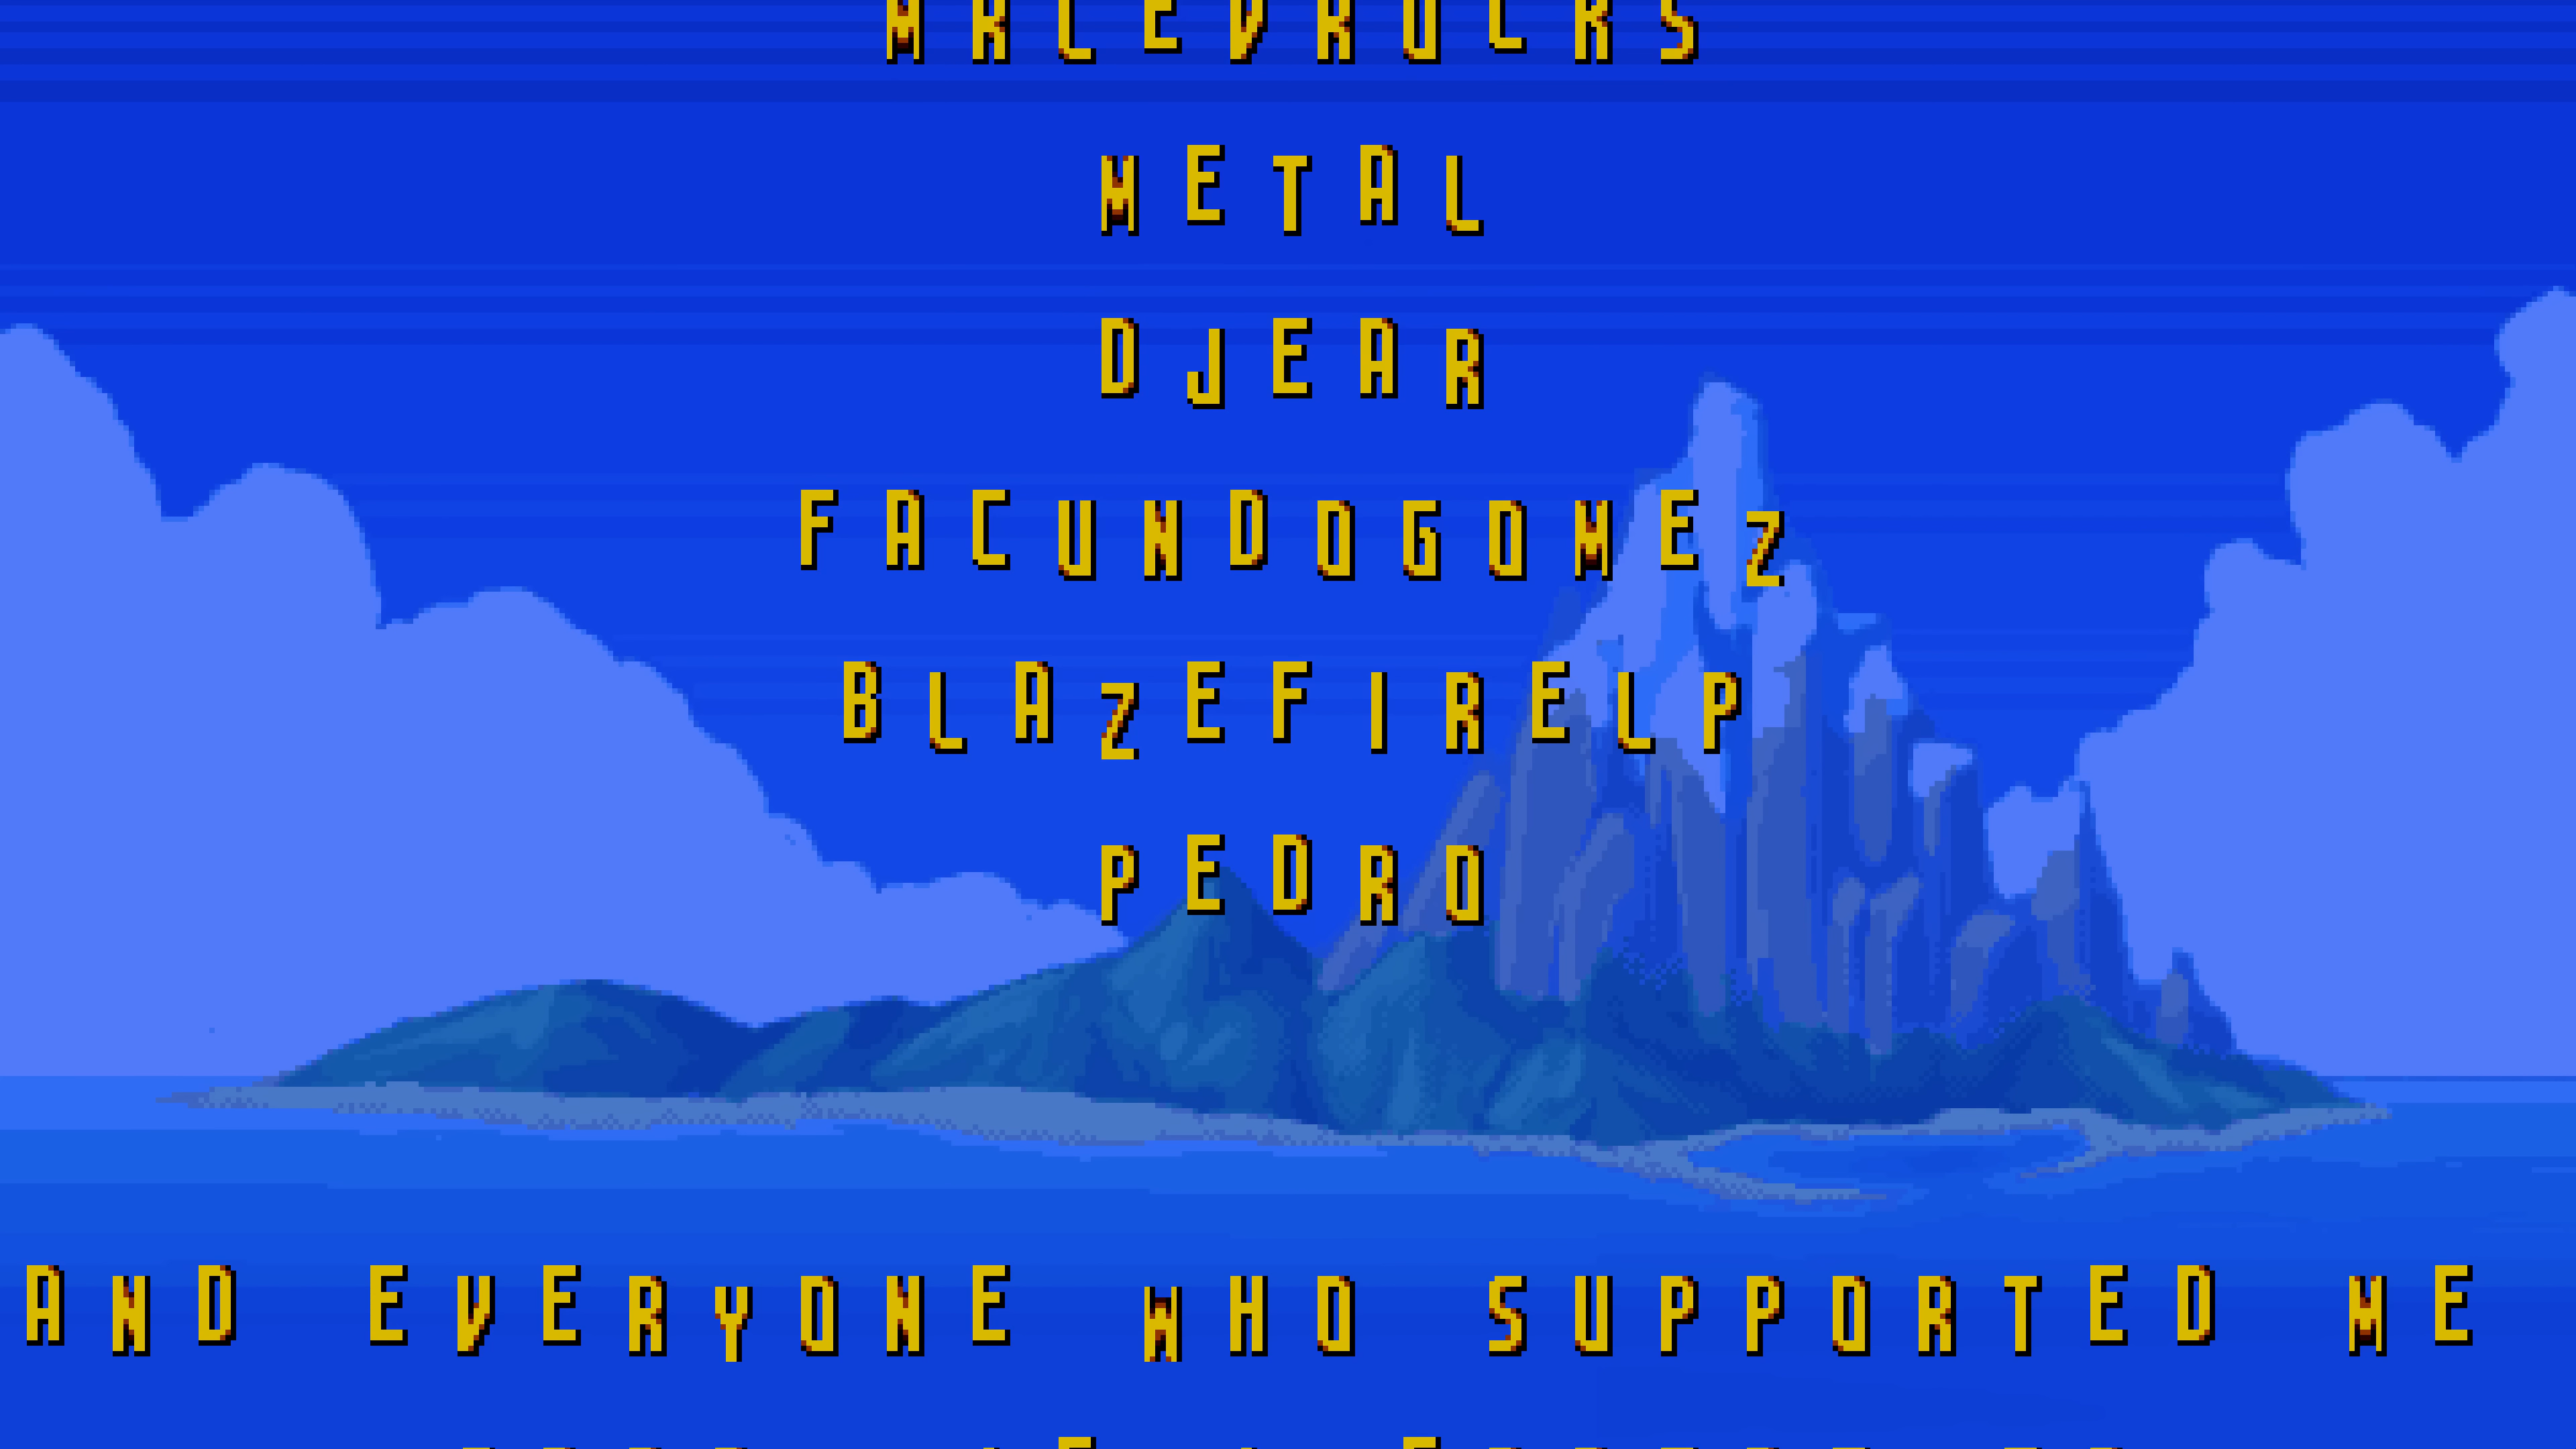 METAL
DJEAR
FACUNDOGOMEZ
BLAZEFIRELP
PEDRO
AND EVERYONE WHO SUPPORTED ME